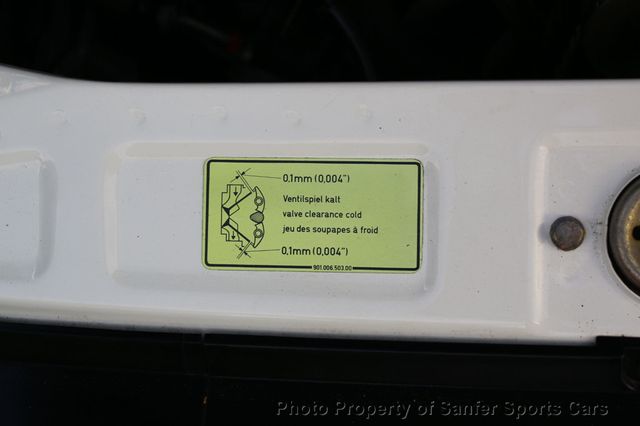 0,1mm (0,004")
Ventilspiel kalt
valve clearance cold
jeu des soupapes à froid
0,1mm (0,004")
901.006.503.00
Photo Property of Sanfer Sports Cars